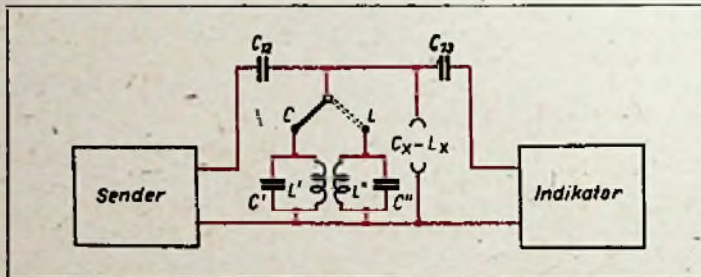 C12
C23
C
L
Cx-Lx
Sender
C'
L'
L"
C"
Indikator